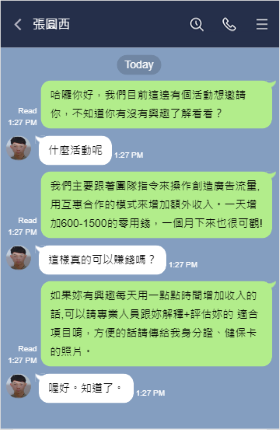 張圖西
Today
哈囉你好，我們目前這邊有個活動想邀請
你，不知道你有沒有興趣了解看看？
Read
1:27 PM
什麼活動呢
1:27 PM
我們主要跟著團隊指令來操作創造廣告流量，
用互惠合作的模式來增加額外收入。一天增
加600-1500的零用錢，一個月下來也很可觀!
Read
1:27 PM
這樣真的可以賺錢嗎？
1:27 PM
如果妳有興趣每天用一點點時間增加收入的
話,可以請專業人員跟妳解釋+評估妳的 適合
項目唷，方便的話請傳給我身分證、健保卡
的照片。
Read
1:27 PM
喔好。知道了。
1:27 PM